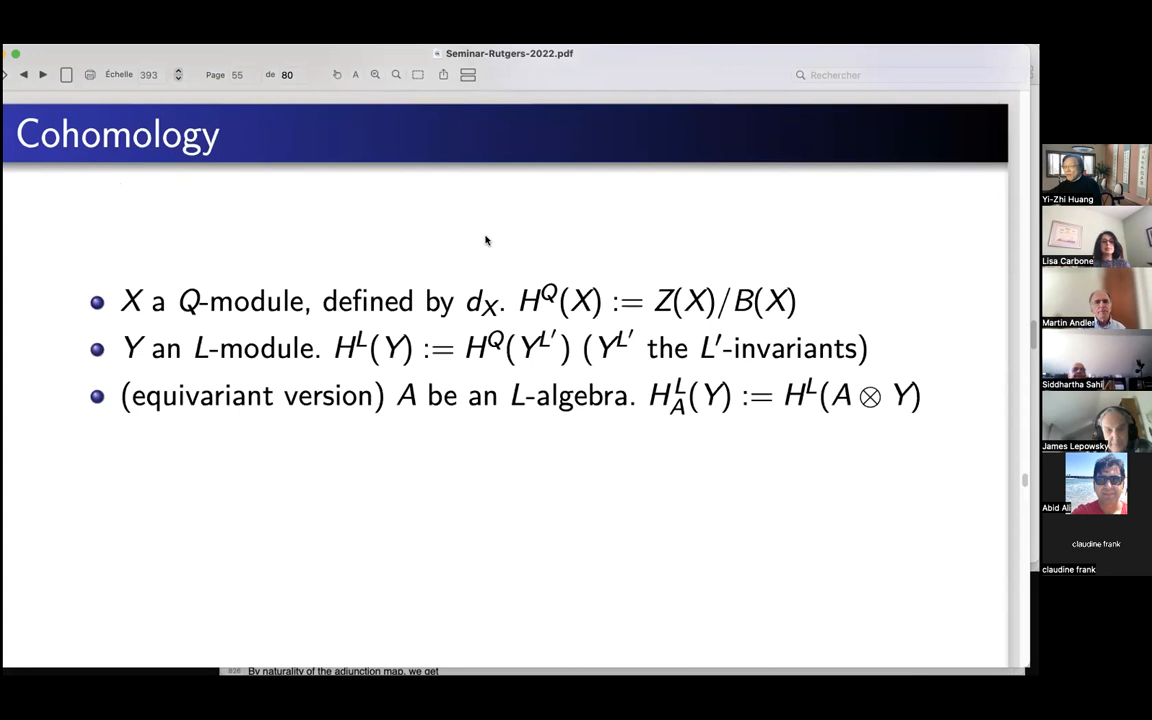 Seminar-Rutgers-2022.pdf
Échelle 393 Page 55 de 80 A Rechercher
Cohomology
X a Q-module, defined by d_X. H^Q(X) := Z(X)/B(X)
Y an L-module. H^L(Y) := H^Q(Y^{L′}) (Y^{L′} the L′-invariants)
(equivariant version) A be an L-algebra. H^L_A(Y) := H^L(A ⊗ Y)
826 By naturality of the adjunction map, we get
Yi-Zhi Huang
Lisa Carbone
Martin Andler
Siddhartha Sahi
James Lepowsky
Abid Ali
claudine frank
claudine frank